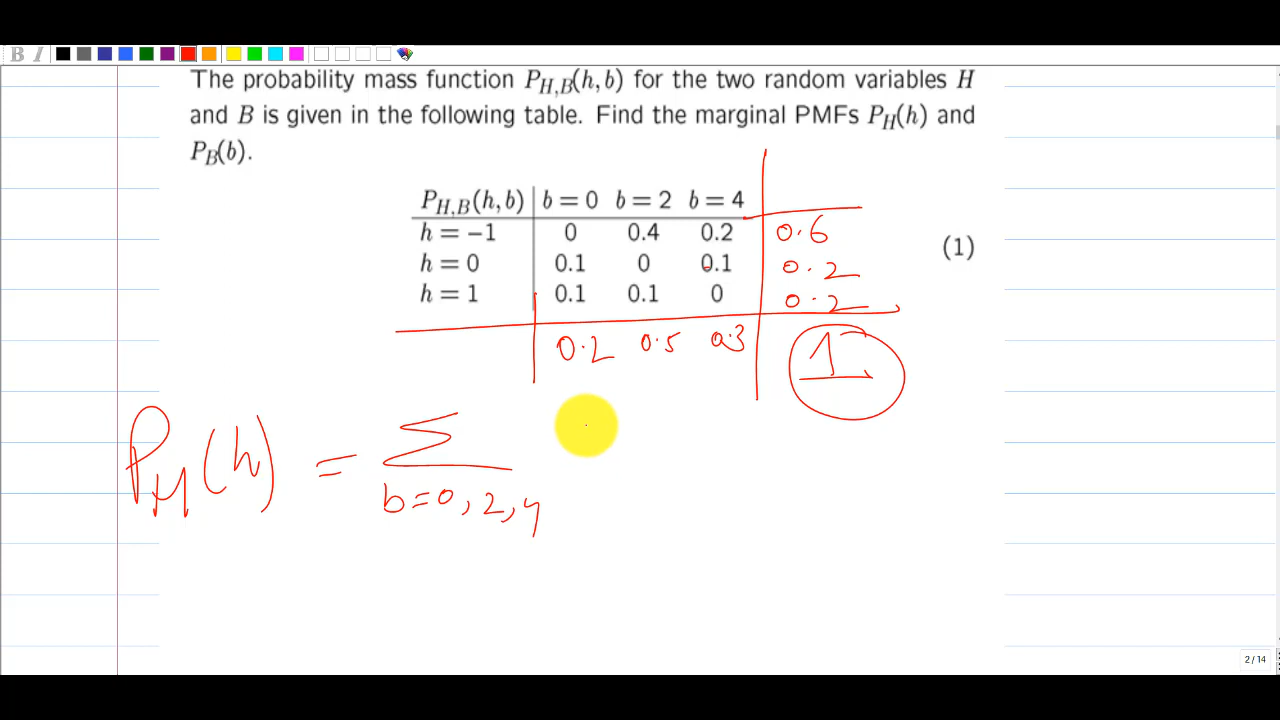 B I
The probability mass function P_{H,B}(h, b) for the two random variables H
and B is given in the following table. Find the marginal PMFs P_H(h) and
P_B(b).
P_{H,B}(h, b) b = 0 b = 2 b = 4
h = −1 0 0.4 0.2 0.6
h = 0 0.1 0 0.1 0.2
h = 1 0.1 0.1 0 0.2
(1)
0.2 0.5 0.3 1
P_H(h) = Σ
b=0, 2, 4
2 / 14